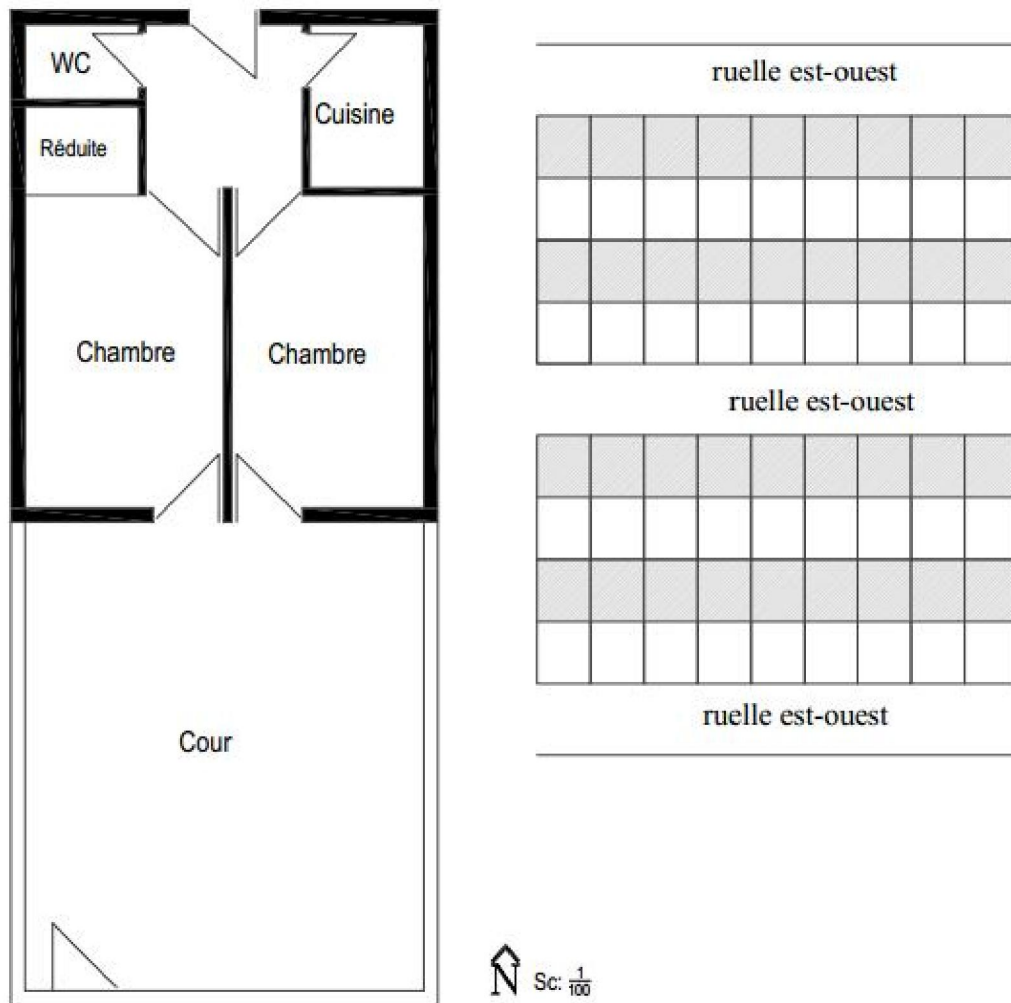 WC
Cuisine
Réduite
Chambre
Chambre
Cour
ruelle est-ouest
ruelle est-ouest
ruelle est-ouest
N Sc: 1/100